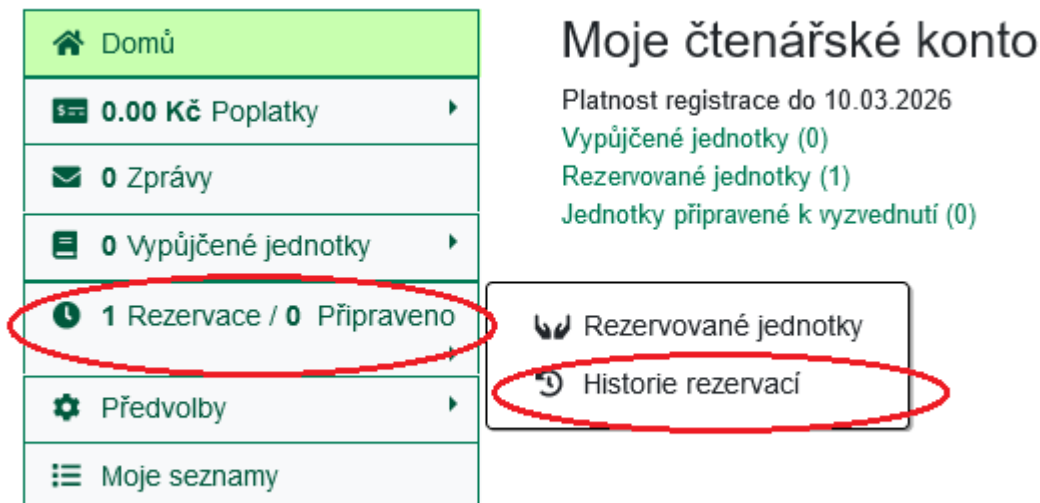 Domů
0.00 Kč Poplatky
0 Zprávy
0 Vypůjčené jednotky
1 Rezervace / 0 Připraveno
Předvolby
Moje seznamy
Rezervované jednotky
Historie rezervací
Moje čtenářské konto
Platnost registrace do 10.03.2026
Vypůjčené jednotky (0)
Rezervované jednotky (1)
Jednotky připravené k vyzvednutí (0)